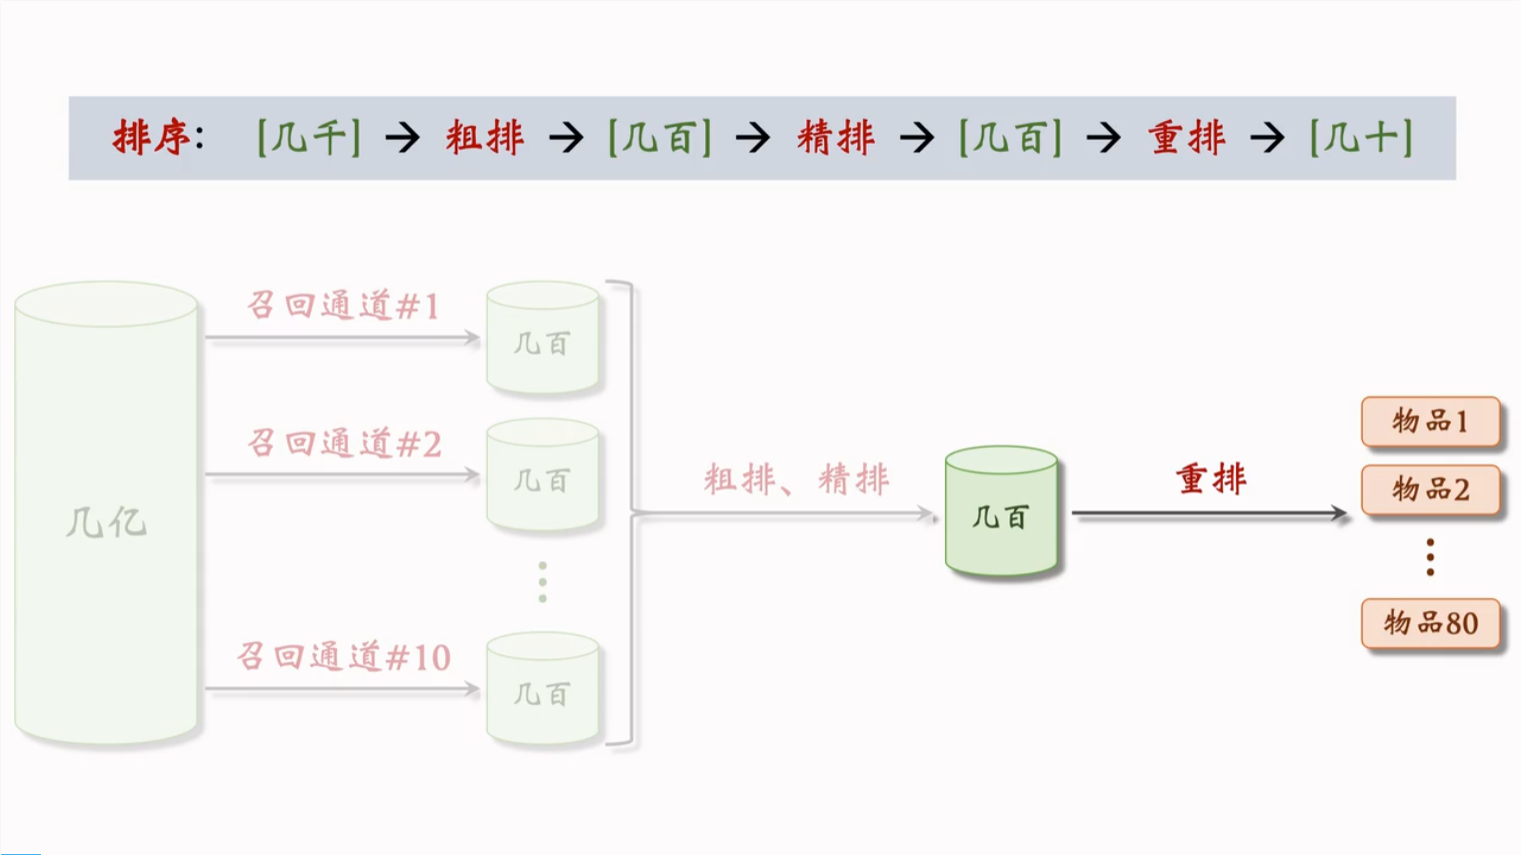 排序： [几千] → 粗排 → [几百] → 精排 → [几百] → 重排 → [几十]
召回通道#1
几百
召回通道#2
几百
几亿
召回通道#10
几百
粗排、精排
几百
重排
物品1
物品2
物品80